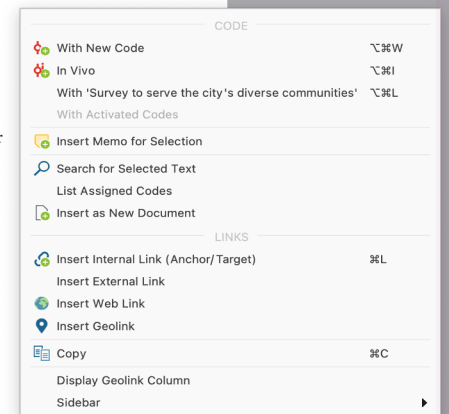 CODE
With New Code ⌥⌘W
In Vivo ⌥⌘I
With 'Survey to serve the city's diverse communities' ⌥⌘L
With Activated Codes
Insert Memo for Selection
Search for Selected Text
List Assigned Codes
Insert as New Document
LINKS
Insert Internal Link (Anchor/Target) ⌘L
Insert External Link
Insert Web Link
Insert Geolink
Copy ⌘C
Display Geolink Column
Sidebar